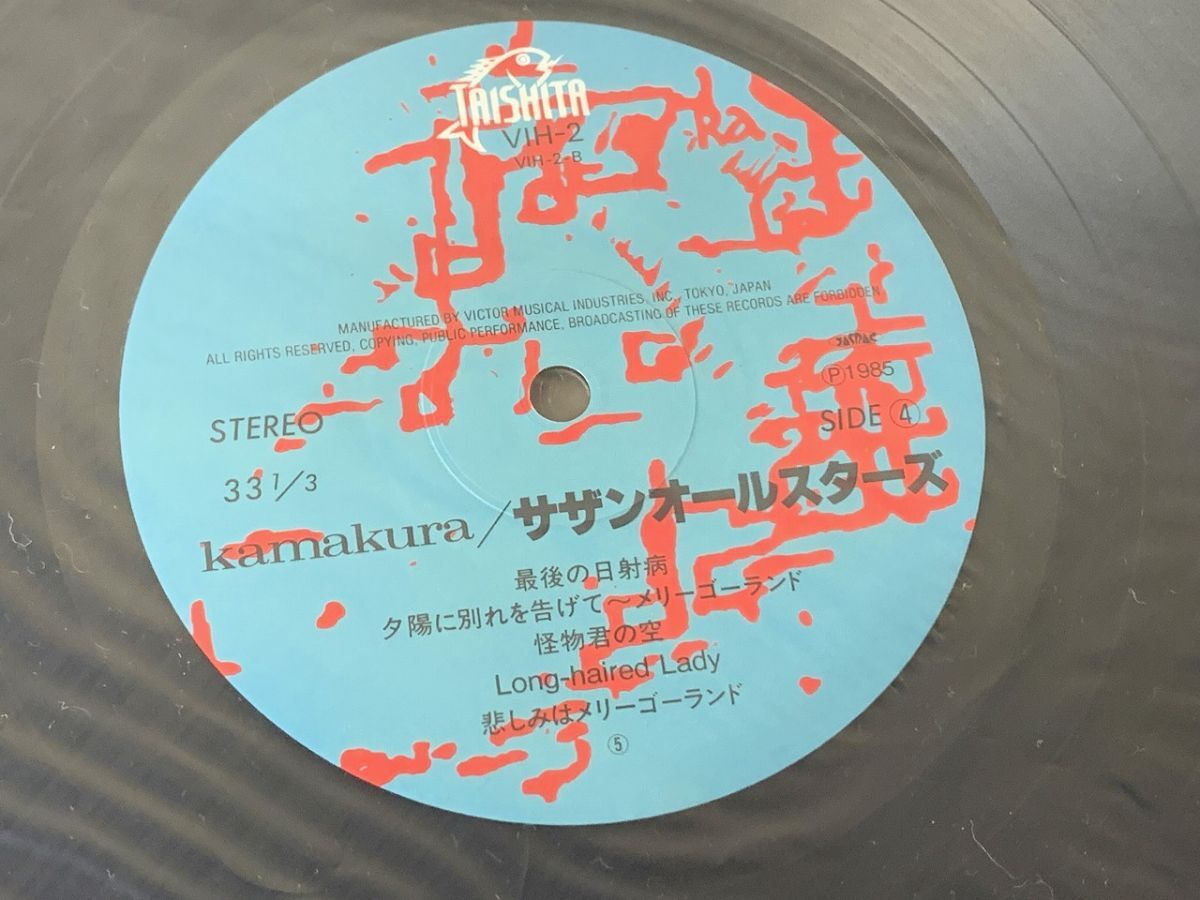 TAISHITA
VIH-2
VIH-2-B
Ra
MANUFACTURED BY VICTOR MUSICAL INDUSTRIES, INC., TOKYO, JAPAN
ALL RIGHTS RESERVED, COPYING, PUBLIC PERFORMANCE, BROADCASTING OF THESE RECORDS ARE FORBIDDEN
JASRAC
Ⓟ1985
STEREO
SIDE ④
33 1/3
kamakura/サザンオールスターズ
最後の日射病
夕陽に別れを告げて～メリーゴーランド
怪物君の空
Long-haired Lady
悲しみはメリーゴーランド
⑤